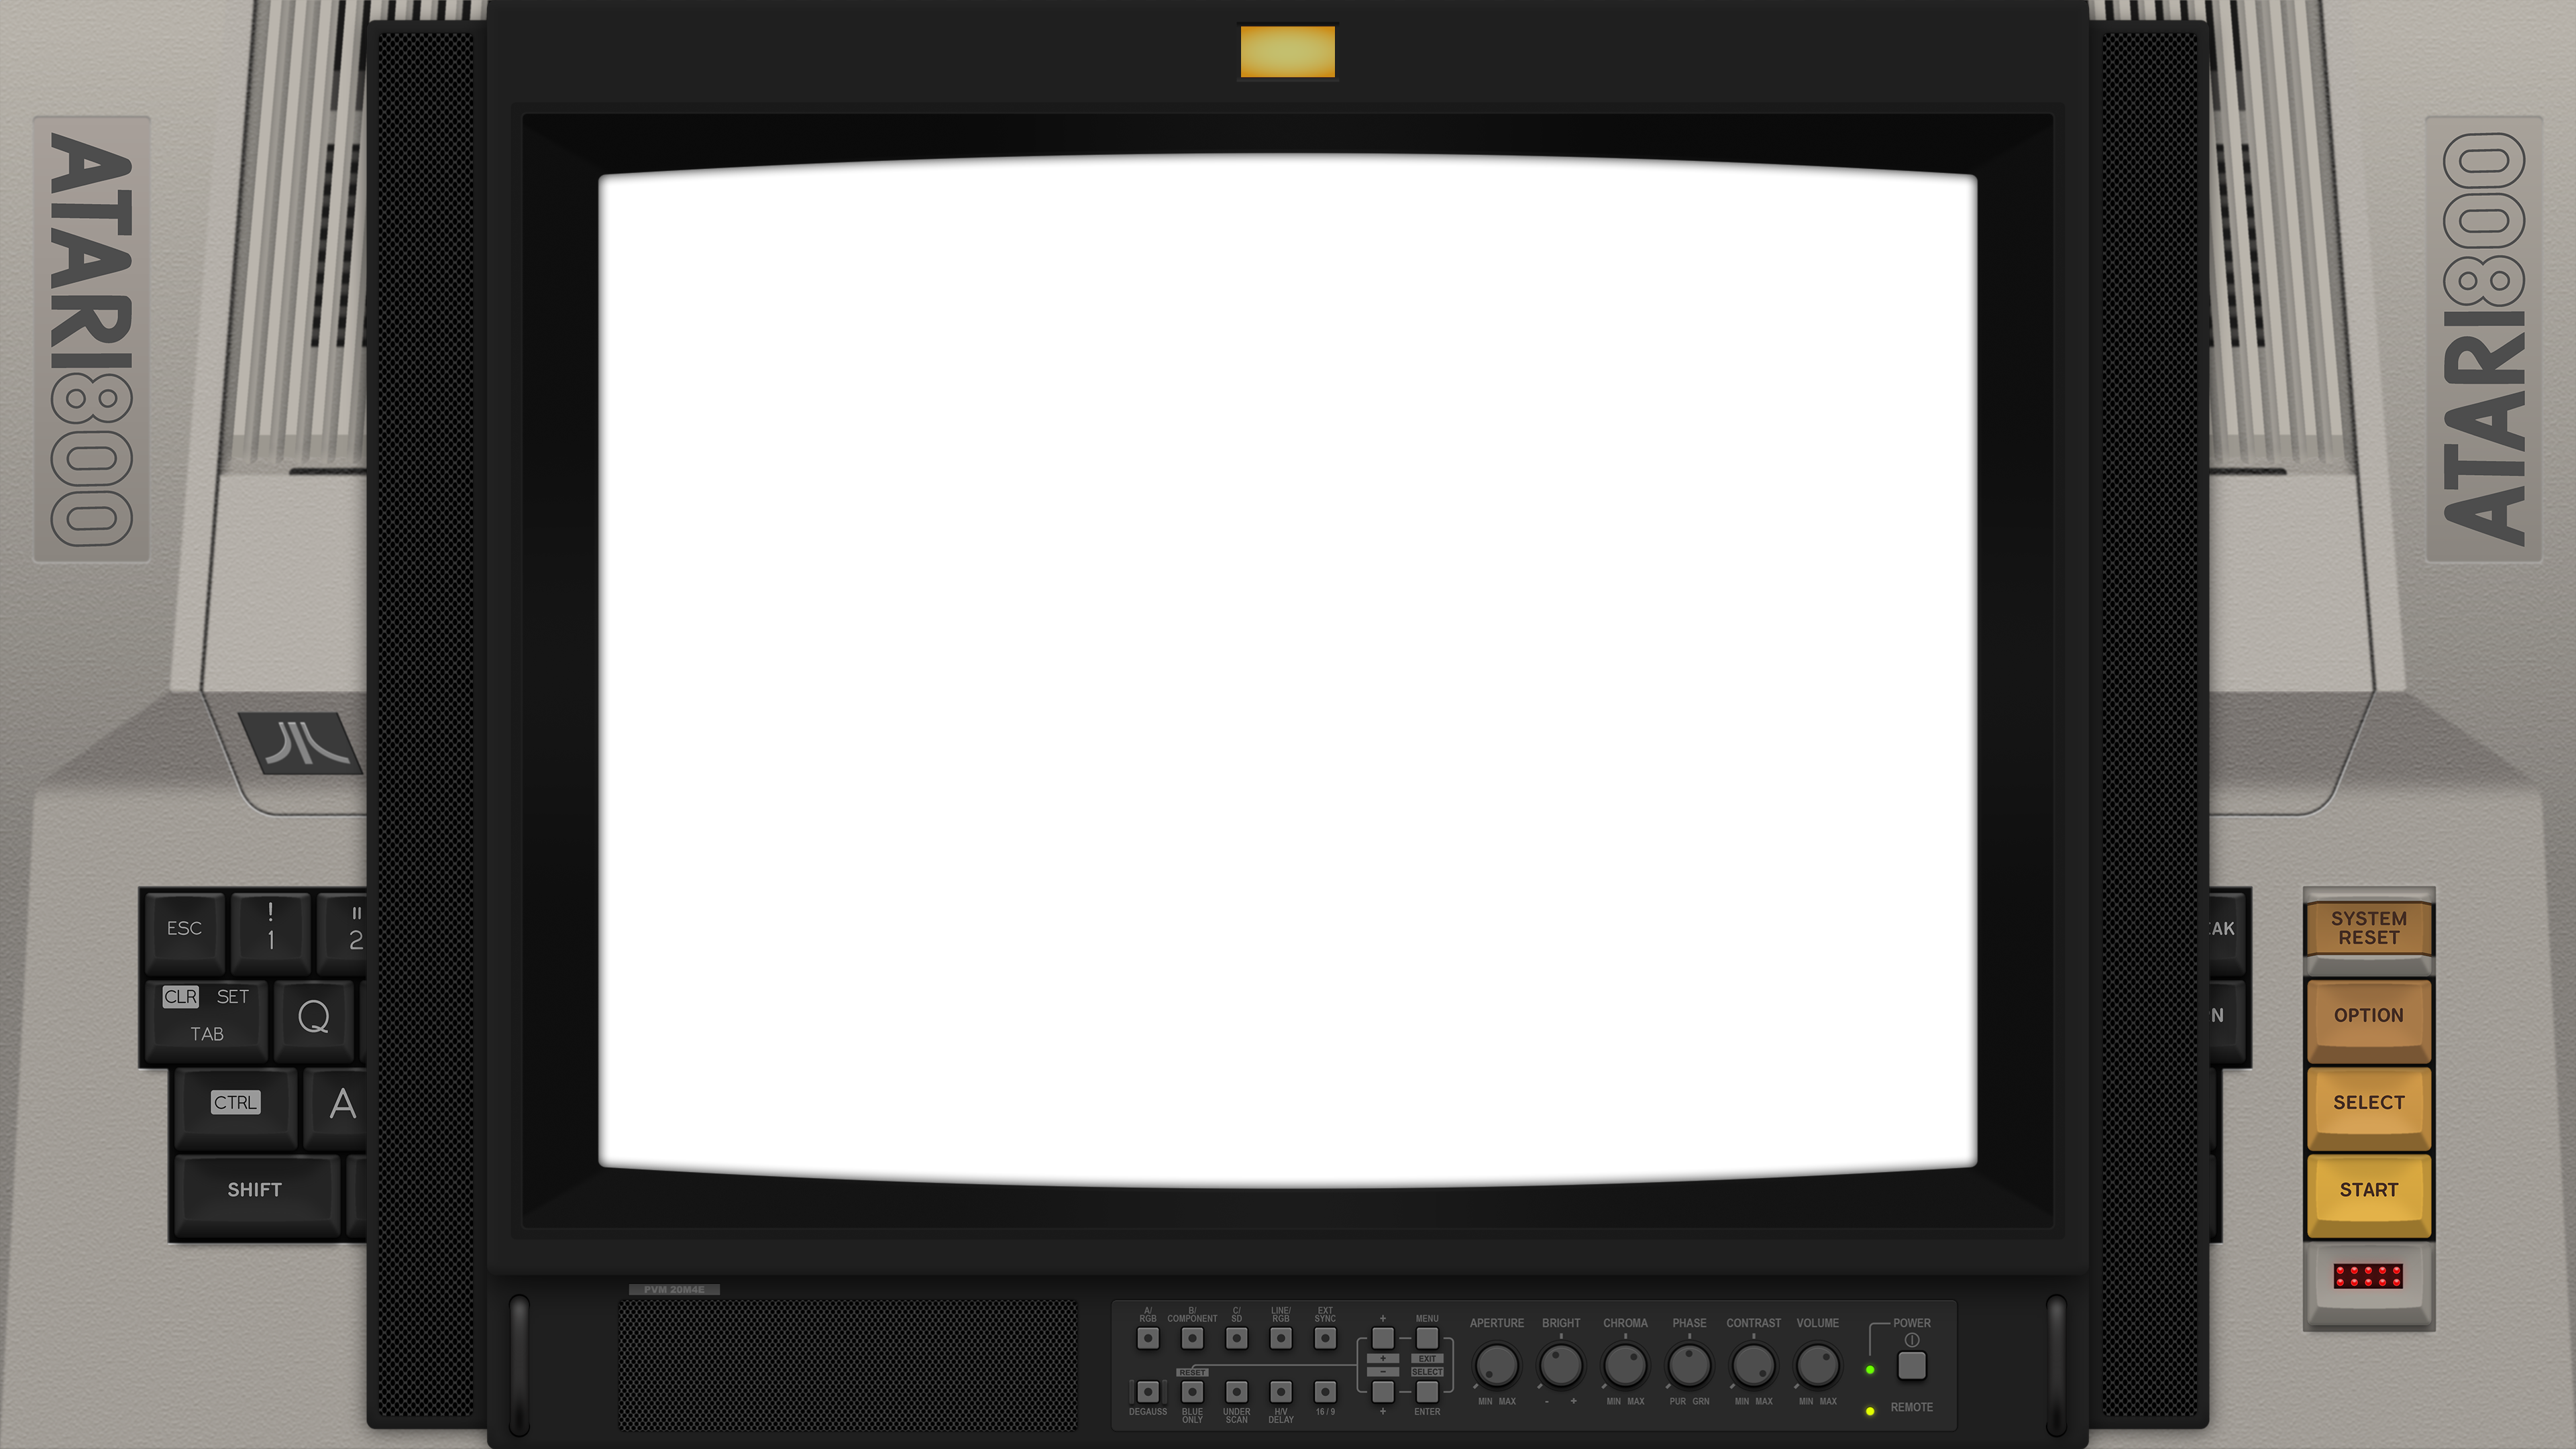 ATARI800
ATARI800
ESC
!
1
"
2
CLR SET
TAB
Q
CTRL
A
SHIFT
AK
N
SYSTEM
RESET
OPTION
SELECT
START
PVM 20M4E
A/
RGB
B/
COMPONENT
C/
SD
LINE/
RGB
EXT
SYNC
+
MENU
+
EXIT
RESET
−
SELECT
DEGAUSS
BLUE
ONLY
UNDER
SCAN
H/V
DELAY
16 / 9
+
ENTER
APERTURE
MIN MAX
BRIGHT
- +
CHROMA
MIN MAX
PHASE
PUR GRN
CONTRAST
MIN MAX
VOLUME
MIN MAX
POWER
REMOTE